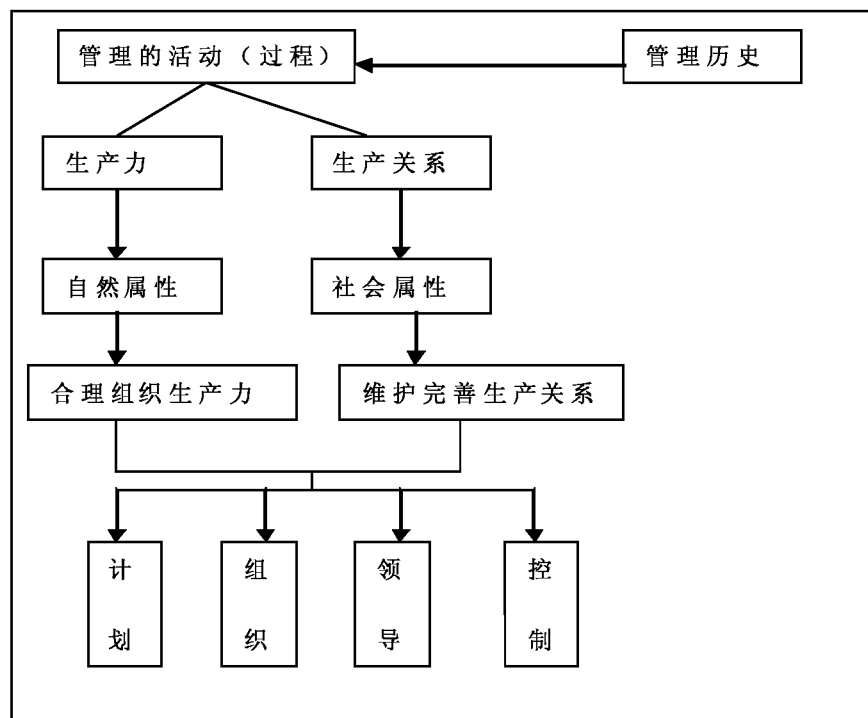 管理的活动（过程）
管理历史
生产力
生产关系
自然属性
社会属性
合理组织生产力
维护完善生产关系
计划
组织
领导
控制